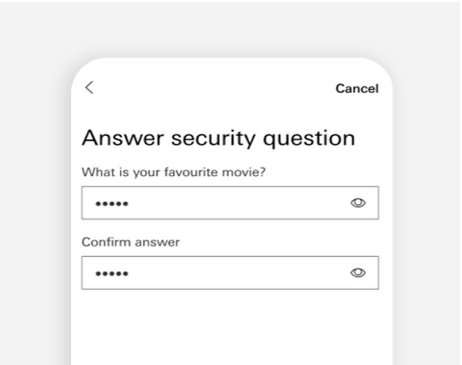 Cancel
Answer security question
What is your favourite movie?
•••••
Confirm answer
•••••